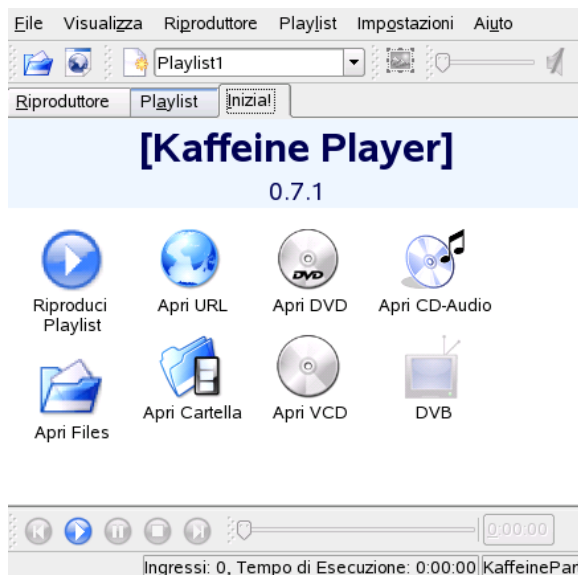 File Visualizza Riproduttore Playlist Impostazioni Aiuto
Playlist1
Riproduttore Playlist Inizia!
[Kaffeine Player]
0.7.1
Riproduci Playlist
Apri URL
DVD
Apri DVD
Apri CD-Audio
Apri Files
Apri Cartella
Apri VCD
DVB
0:00:00
Ingressi: 0, Tempo di Esecuzione: 0:00:00 KaffeinePar